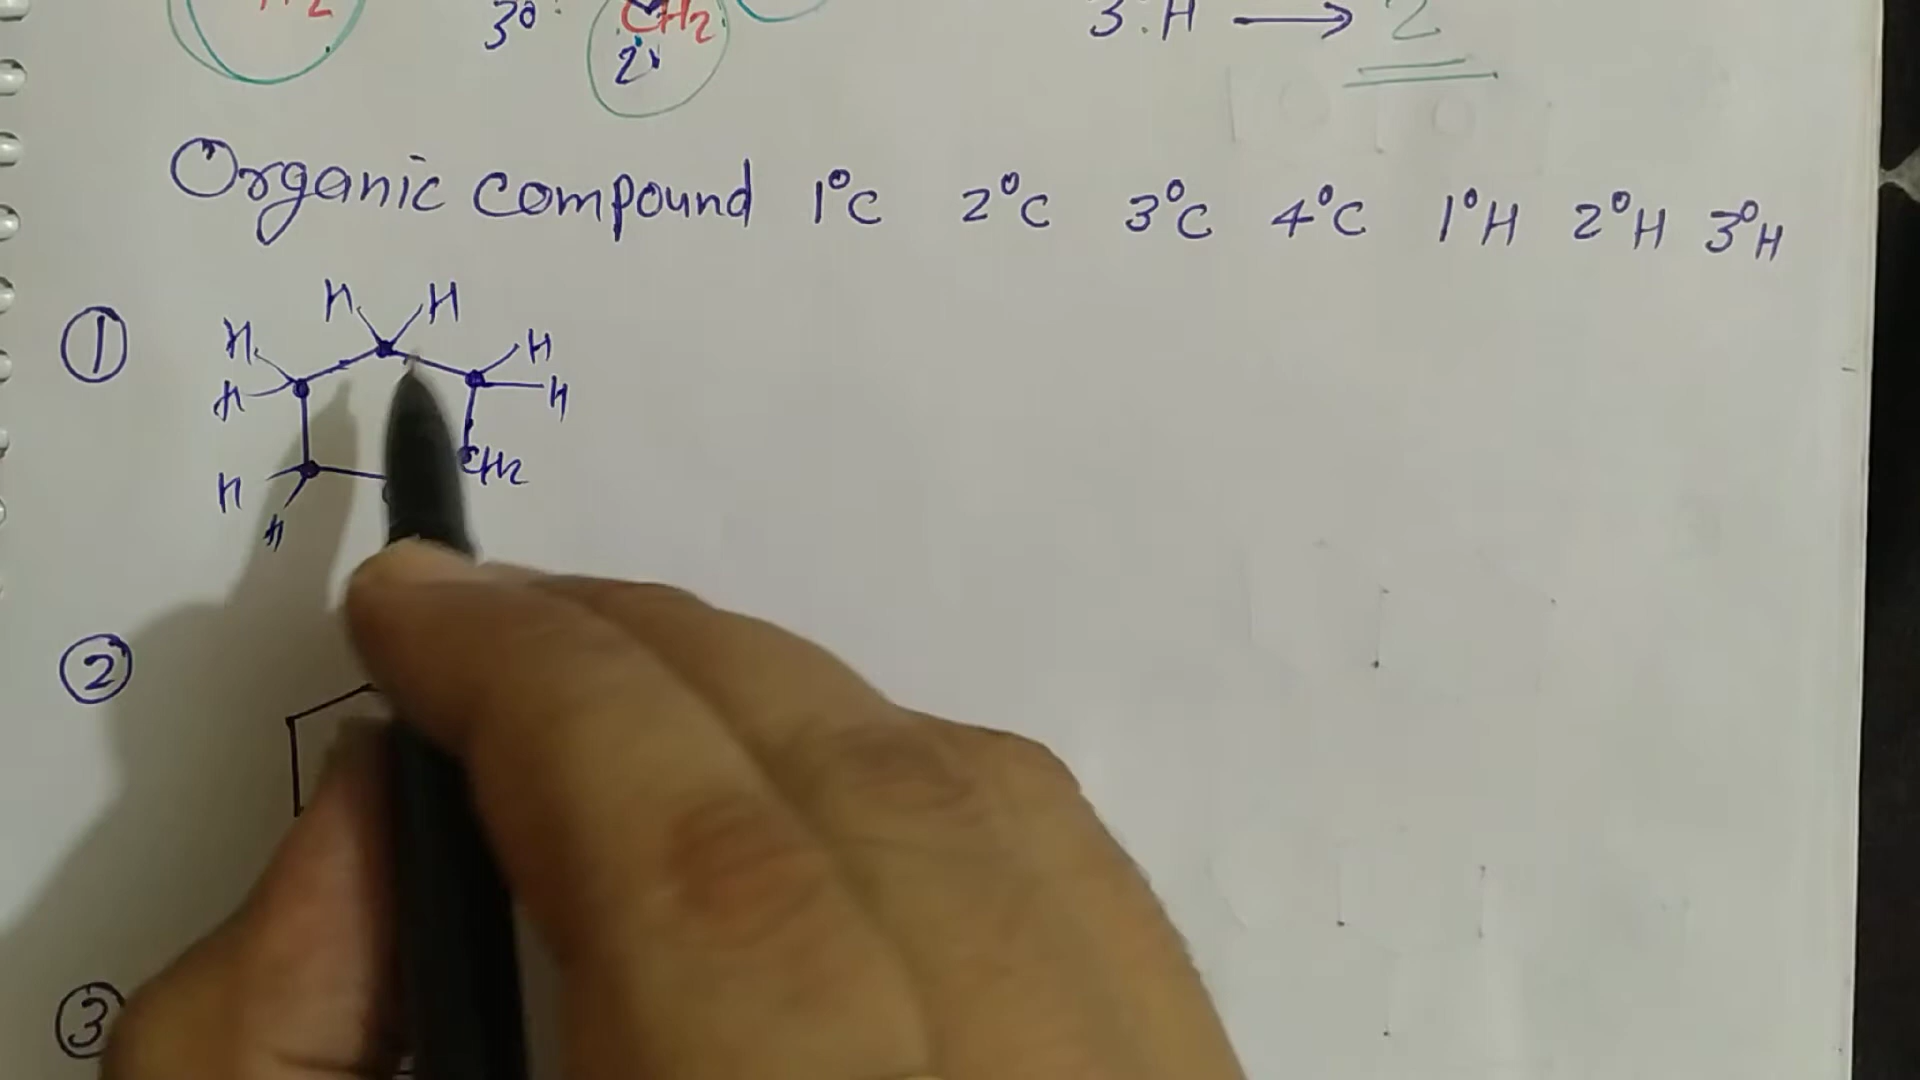 3° CH2 3°H → 2
2°
Organic compound 1°C 2°C 3°C 4°C 1°H 2°H 3°H
① H H
H H
H H
H CH2
H
②
③